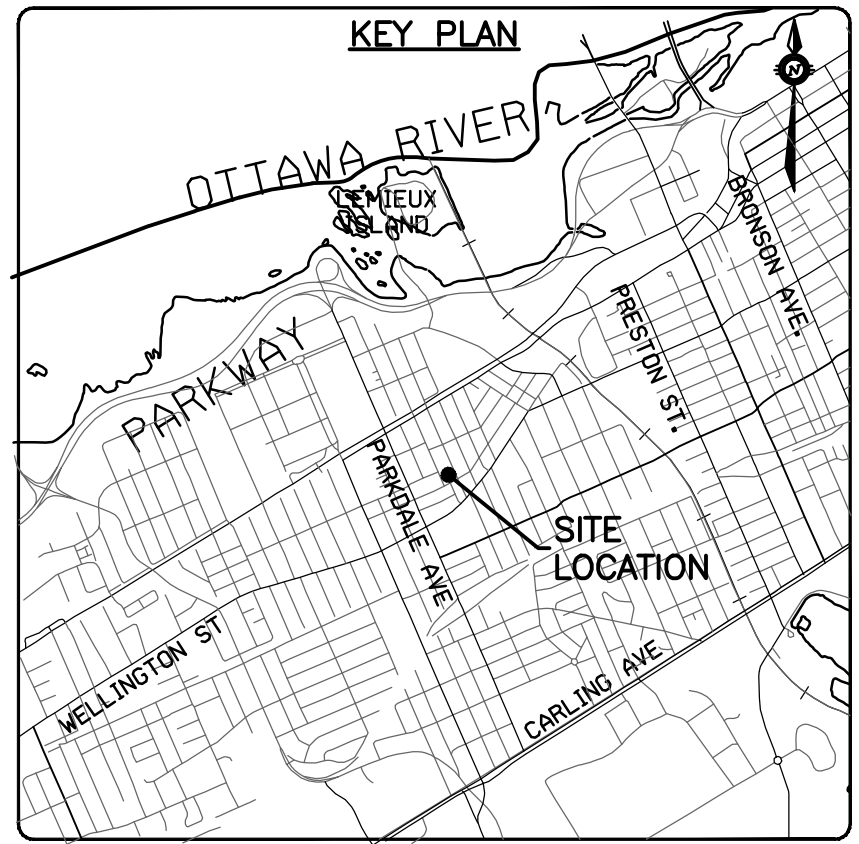 KEY PLAN
N
OTTAWA RIVER
LEMIEUX
ISLAND
BRONSON AVE.
PRESTON ST.
PARKWAY
PARKDALE AVE
SITE
LOCATION
WELLINGTON ST
CARLING AVE